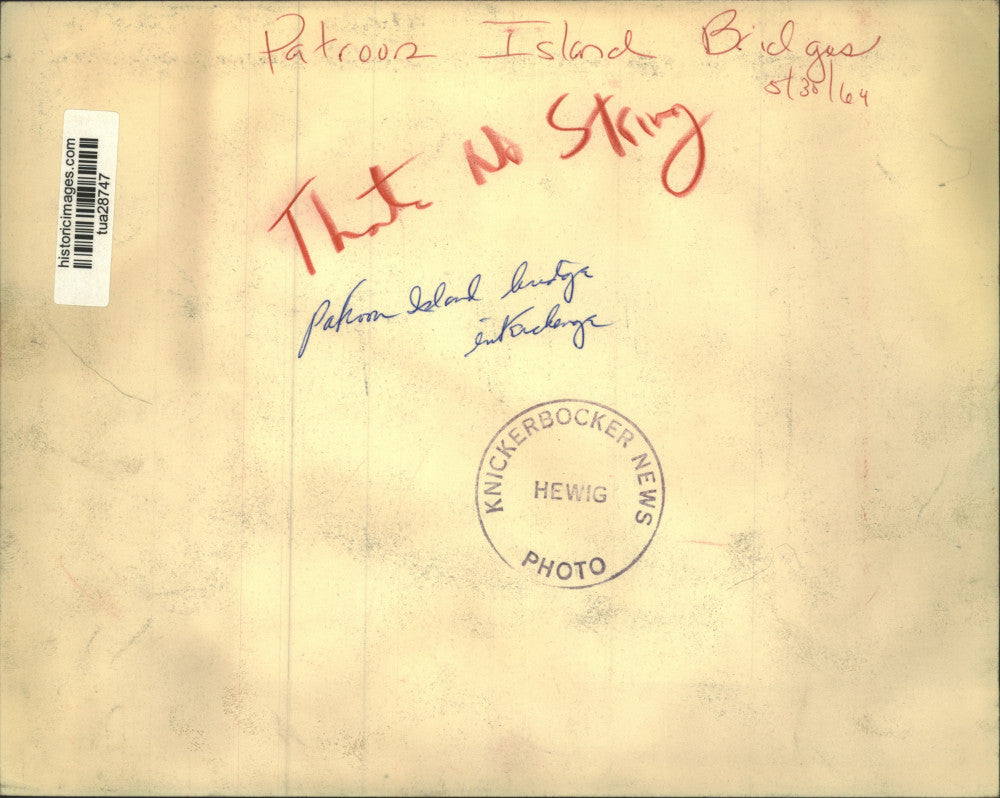 Patroon Island Bridges
5/30/64
That's No String
Patroon Island bridge
interchange
historicimages.com
tua28747
KNICKERBOCKER NEWS
HEWIG
PHOTO